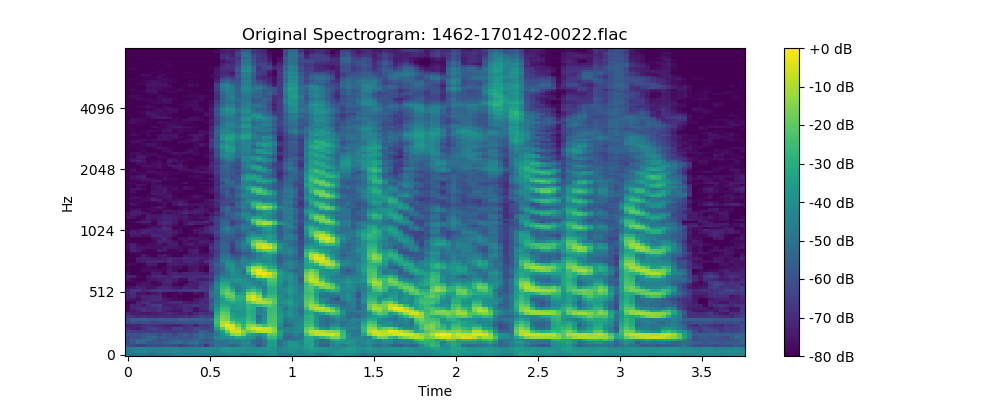 Original Spectrogram: 1462-170142-0022.flac
Hz
4096
2048
1024
512
0
0
0.5
1
1.5
2
2.5
3
3.5
Time
+0 dB
-10 dB
-20 dB
-30 dB
-40 dB
-50 dB
-60 dB
-70 dB
-80 dB